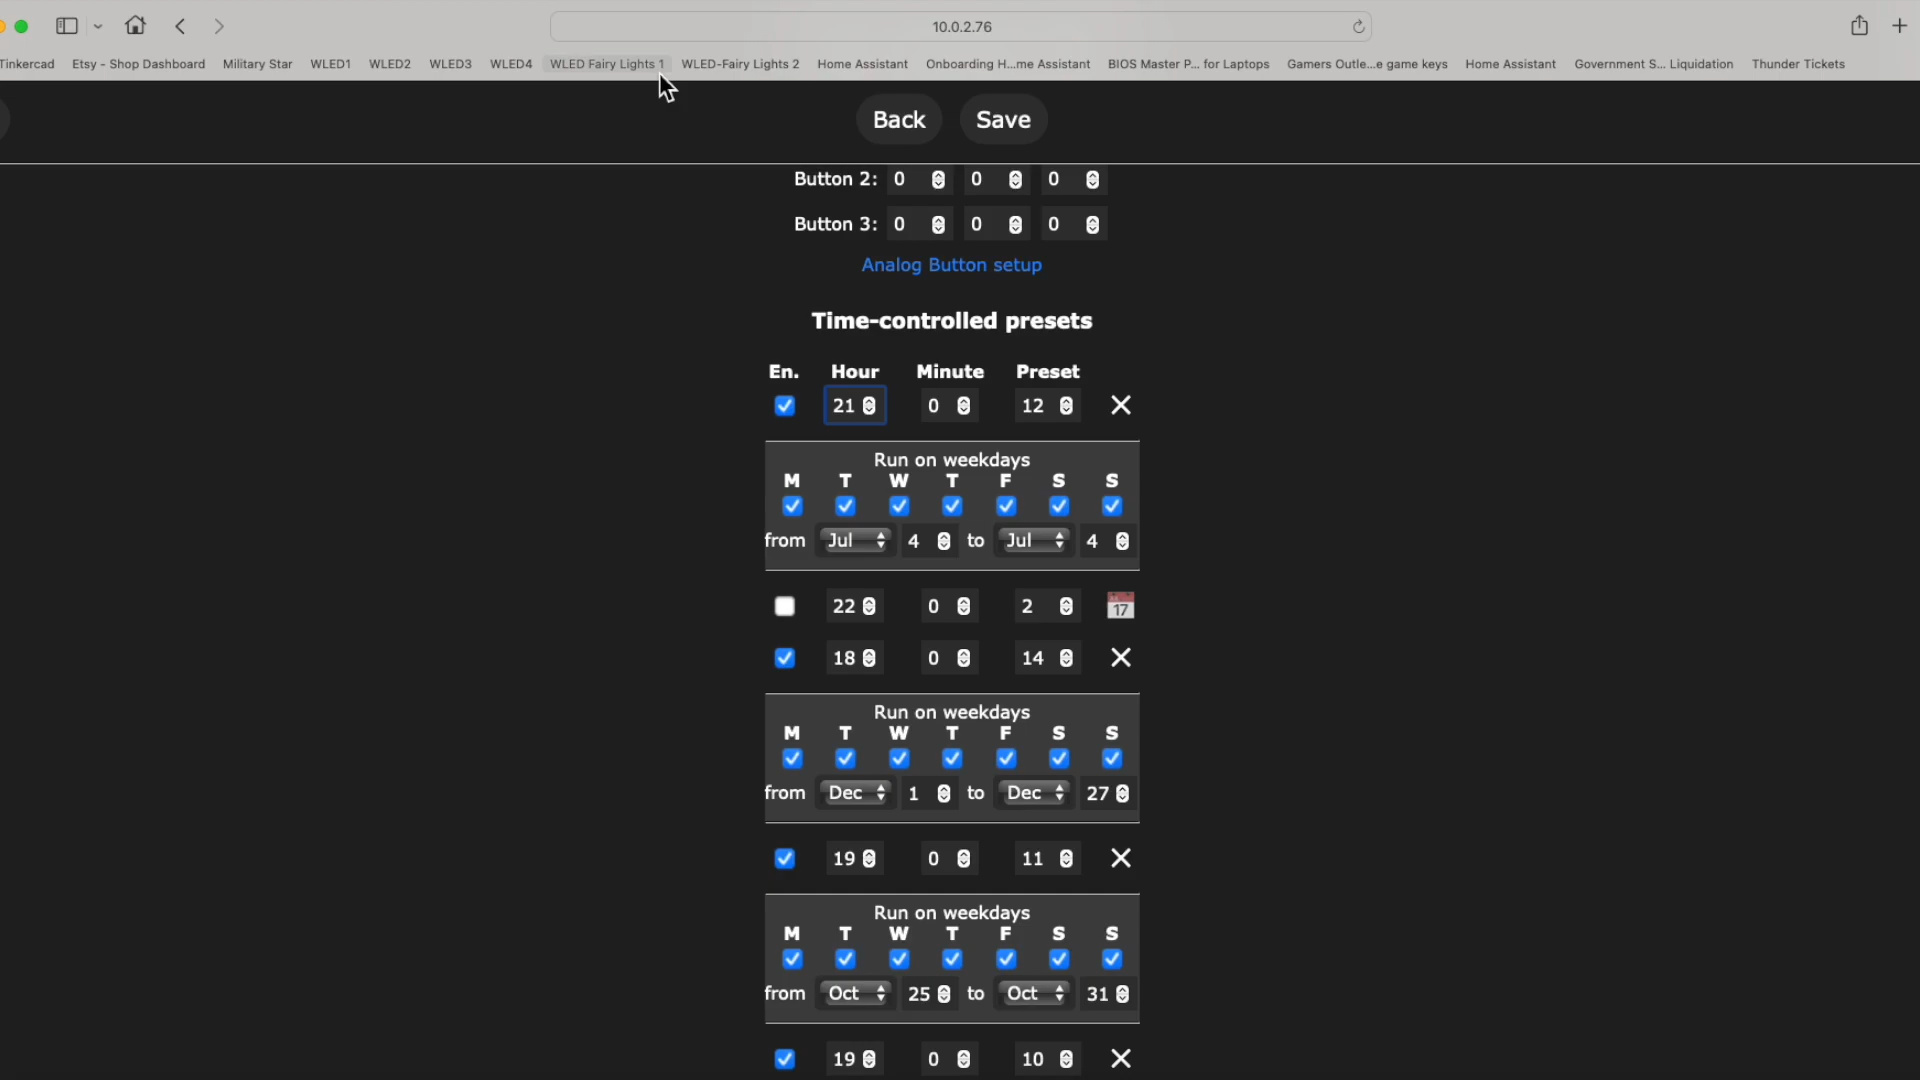 10.0.2.76
Tinkercad Etsy - Shop Dashboard Military Star WLED1 WLED2 WLED3 WLED4 WLED Fairy Lights 1 WLED-Fairy Lights 2 Home Assistant Onboarding H...me Assistant BIOS Master P... for Laptops Gamers Outle...e game keys Home Assistant Government S... Liquidation Thunder Tickets
Back Save
Button 2: 0 0 0
Button 3: 0 0 0
Analog Button setup
Time-controlled presets
En. Hour Minute Preset
21 0 12
Run on weekdays
M T W T F S S
from Jul 4 to Jul 4
22 0 2 17
18 0 14
Run on weekdays
M T W T F S S
from Dec 1 to Dec 27
19 0 11
Run on weekdays
M T W T F S S
from Oct 25 to Oct 31
19 0 10